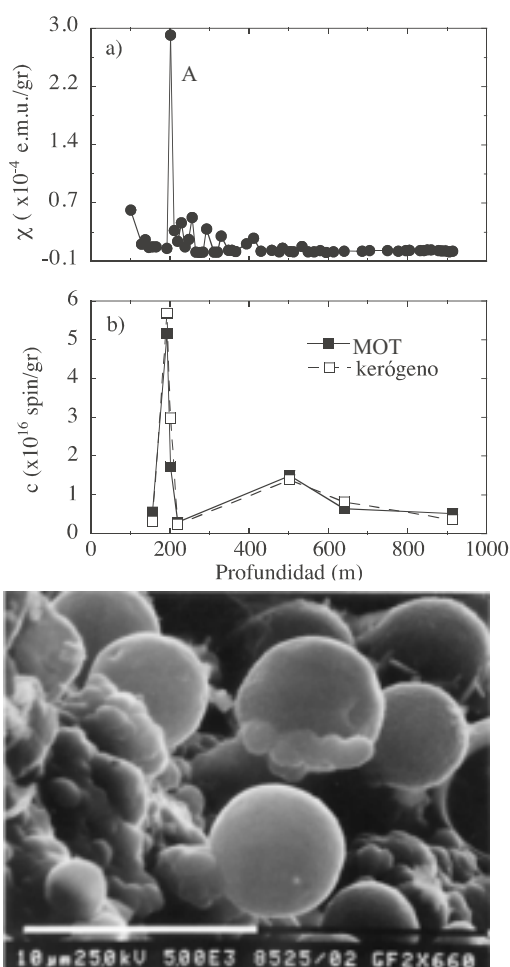 3.0
a)
A
2.2
1.4
0.7
-0.1
χ ( x10⁻⁴ e.m.u./gr)
6
b)
5
MOT
kerógeno
4
3
2
1
0
c (x10¹⁶ spin/gr)
0 200 400 600 800 1000
Profundidad (m)
10µm250kV 500E3 8525/02 GF2X660